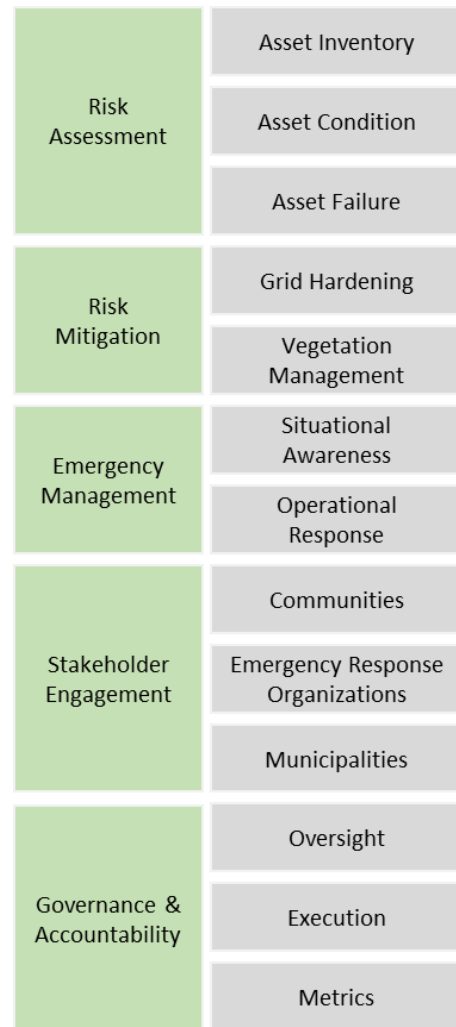 Risk
Assessment
Asset Inventory
Asset Condition
Asset Failure
Risk
Mitigation
Grid Hardening
Vegetation
Management
Emergency
Management
Situational
Awareness
Operational
Response
Stakeholder
Engagement
Communities
Emergency Response
Organizations
Municipalities
Governance &
Accountability
Oversight
Execution
Metrics